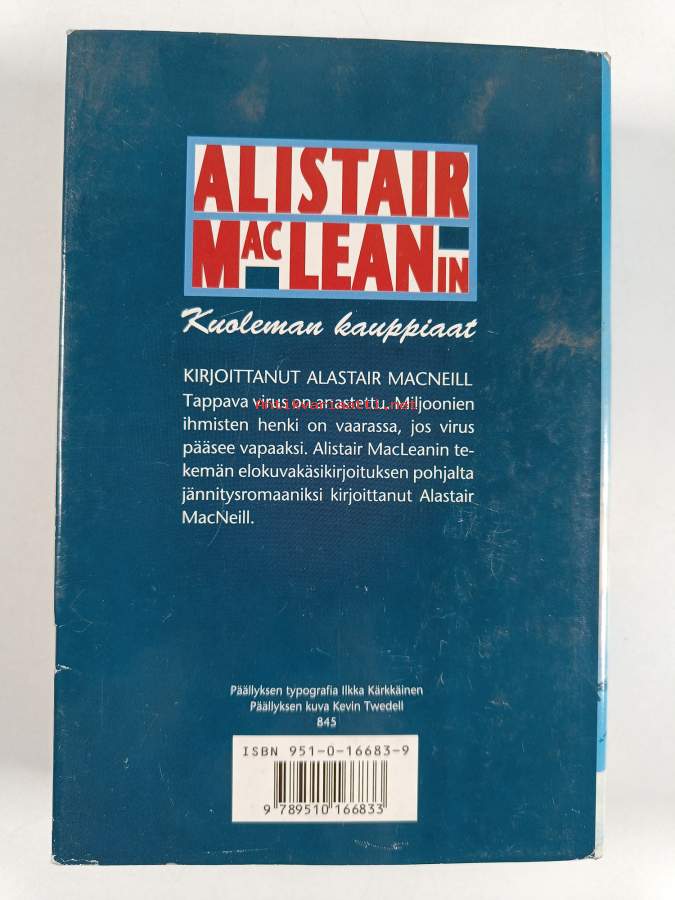 ALISTAIR
MACLEANIN
Kuoleman kauppiaat
KIRJOITTANUT ALASTAIR MACNEILL
Tappava virus on anastettu. Miljoonien
ihmisten henki on vaarassa, jos virus
pääsee vapaaksi. Alistair MacLeanin te-
kemän elokuvakäsikirjoituksen pohjalta
jännitysromaaniksi kirjoittanut Alastair
MacNeill.
Antikvariaatti.net
Päällyksen typografia Ilkka Kärkkäinen
Päällyksen kuva Kevin Twedell
845
ISBN 951-0-16683-9
9 789510 166833